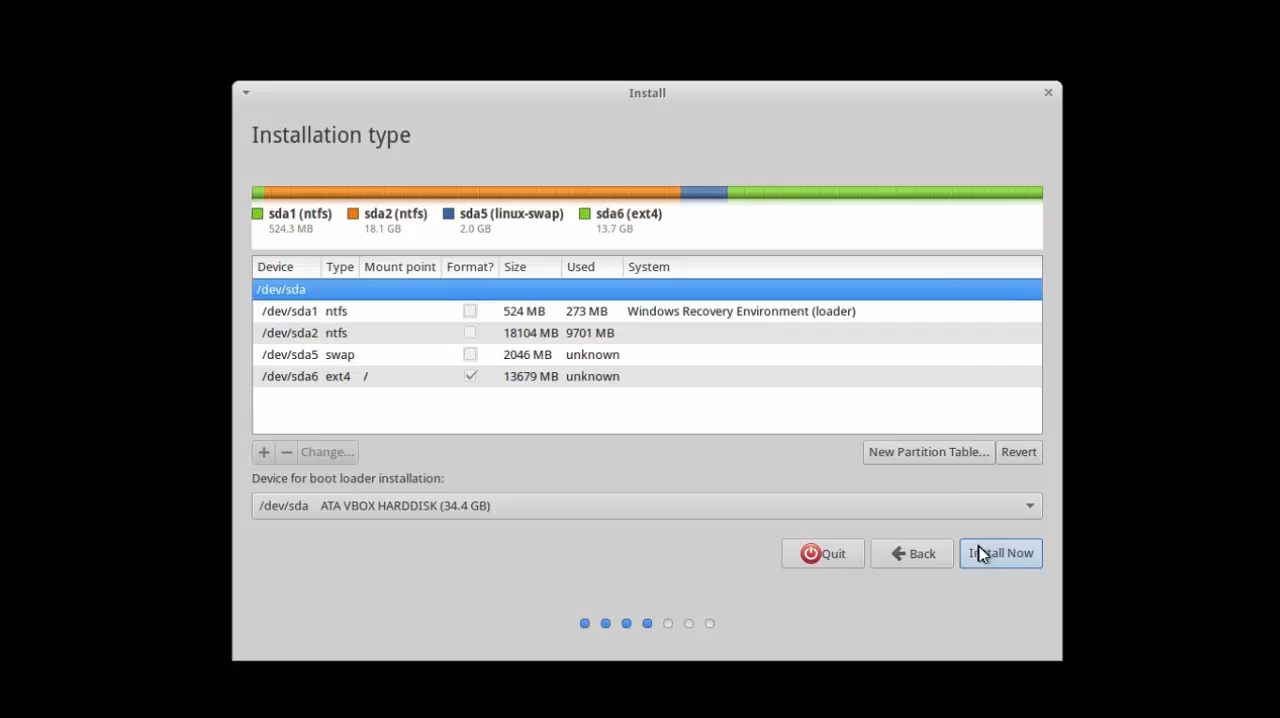 Install
Installation type
sda1 (ntfs) sda2 (ntfs) sda5 (linux-swap) sda6 (ext4)
524.3 MB 18.1 GB 2.0 GB 13.7 GB
Device Type Mount point Format? Size Used System
/dev/sda
/dev/sda1 ntfs 524 MB 273 MB Windows Recovery Environment (loader)
/dev/sda2 ntfs 18104 MB 9701 MB
/dev/sda5 swap 2046 MB unknown
/dev/sda6 ext4 / 13679 MB unknown
+ − Change... New Partition Table... Revert
Device for boot loader installation:
/dev/sda ATA VBOX HARDDISK (34.4 GB)
Quit Back Install Now